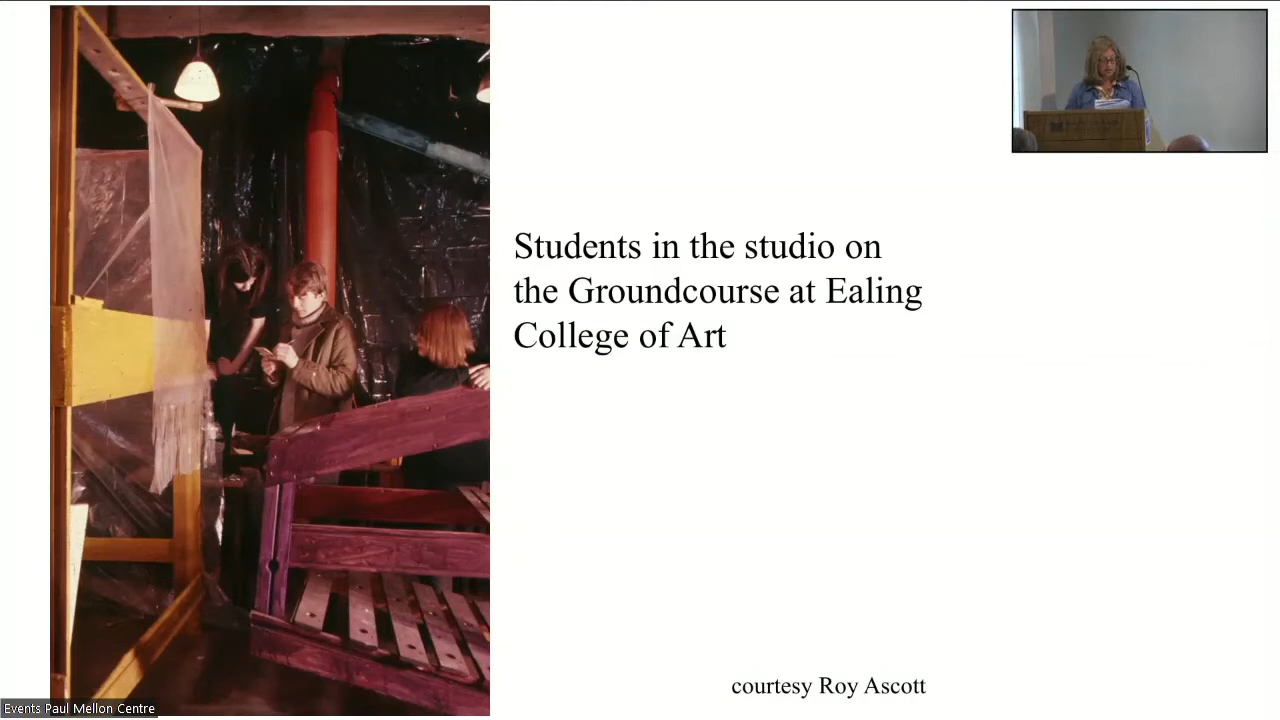 Students in the studio on
the Groundcourse at Ealing
College of Art
courtesy Roy Ascott
Events Paul Mellon Centre